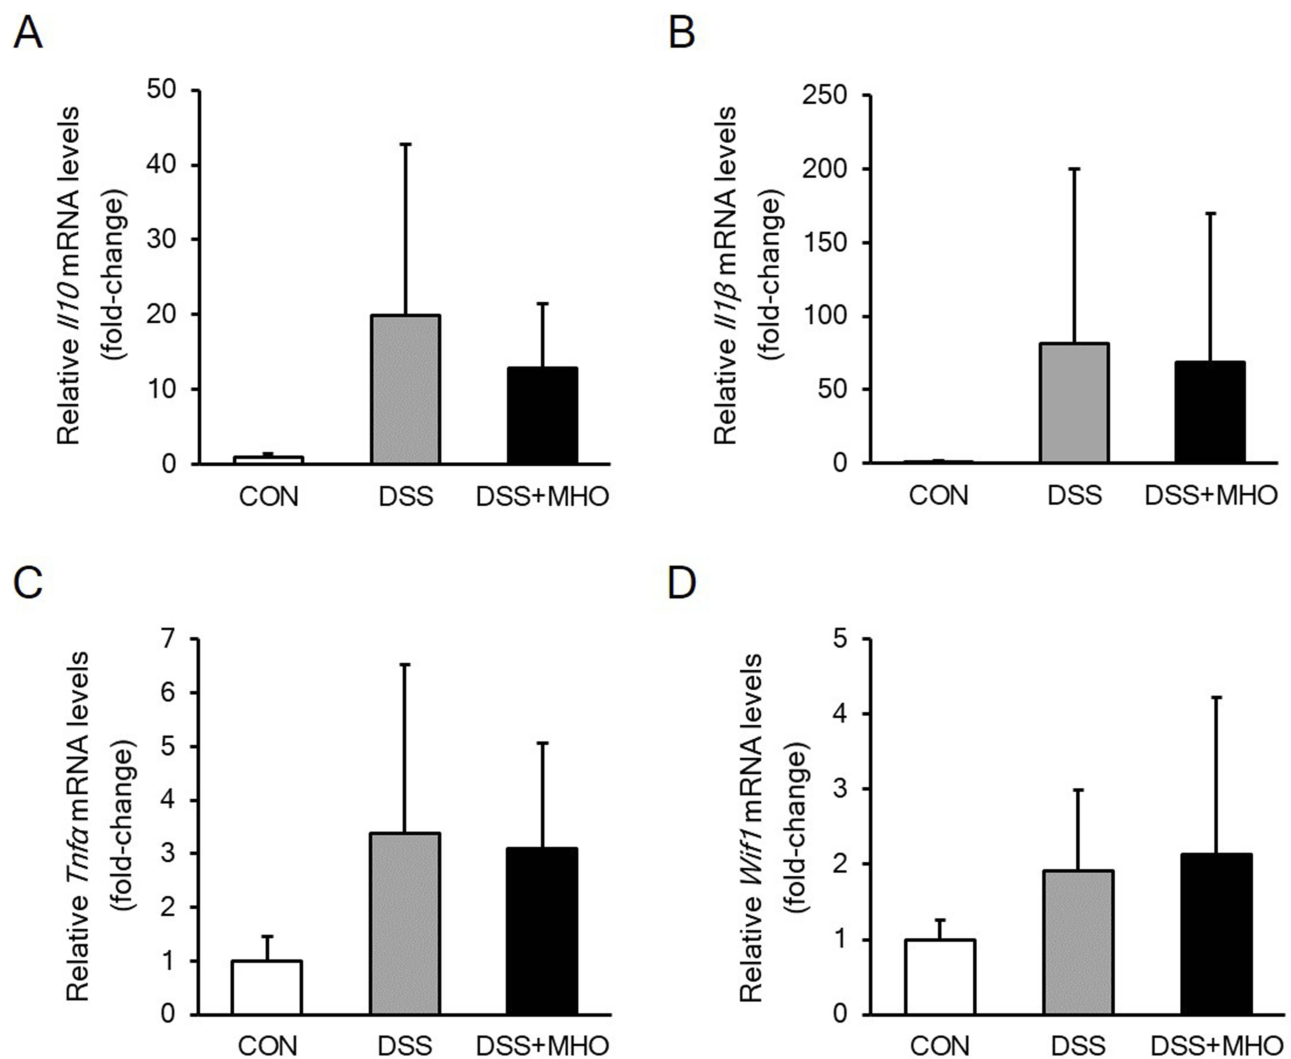 A
Relative Il10 mRNA levels
(fold-change)
50
40
30
20
10
0
CON DSS DSS+MHO
B
Relative Il1β mRNA levels
(fold-change)
250
200
150
100
50
0
CON DSS DSS+MHO
C
Relative Tnfα mRNA levels
(fold-change)
7
6
5
4
3
2
1
0
CON DSS DSS+MHO
D
Relative Wif1 mRNA levels
(fold-change)
5
4
3
2
1
0
CON DSS DSS+MHO